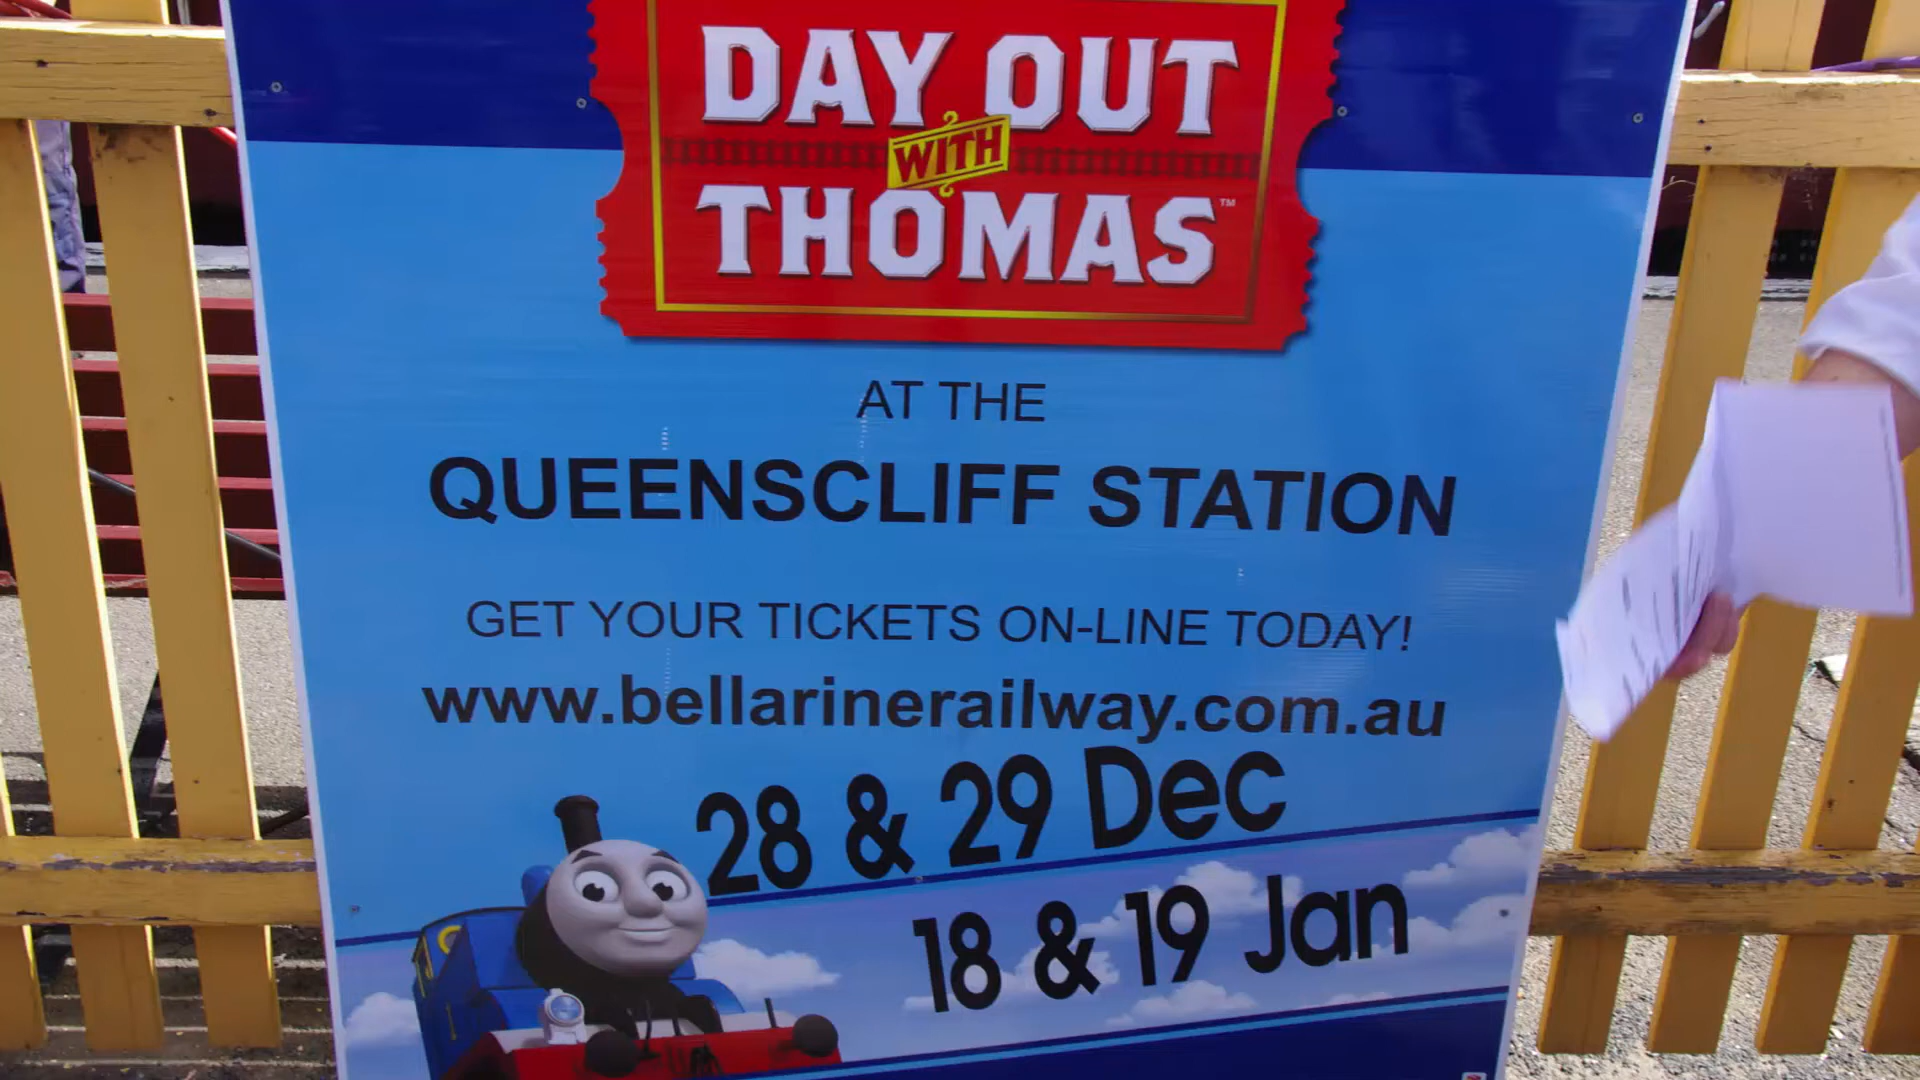 DAY OUT
WITH
THOMAS™
AT THE
QUEENSCLIFF STATION
GET YOUR TICKETS ON-LINE TODAY!
www.bellarinerailway.com.au
28 & 29 Dec
18 & 19 Jan